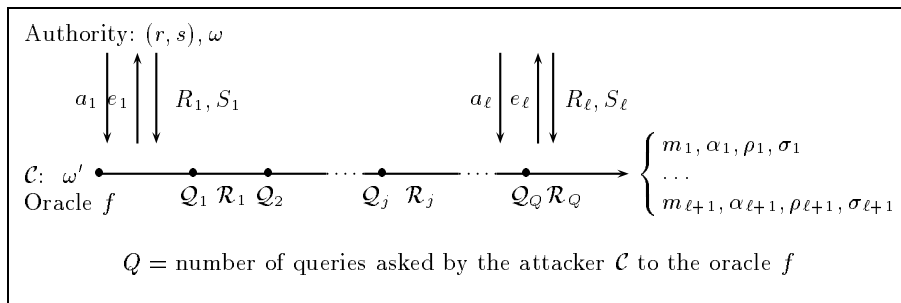 Authority: (r, s), ω
a₁ e₁ R₁, S₁ a_ℓ e_ℓ R_ℓ, S_ℓ
m₁, α₁, ρ₁, σ₁
𝒞: ω′
...
Oracle f 𝒬₁ ℛ₁ 𝒬₂ ... 𝒬ⱼ ℛⱼ ... 𝒬_Q ℛ_Q
m_{ℓ+1}, α_{ℓ+1}, ρ_{ℓ+1}, σ_{ℓ+1}
Q = number of queries asked by the attacker 𝒞 to the oracle f